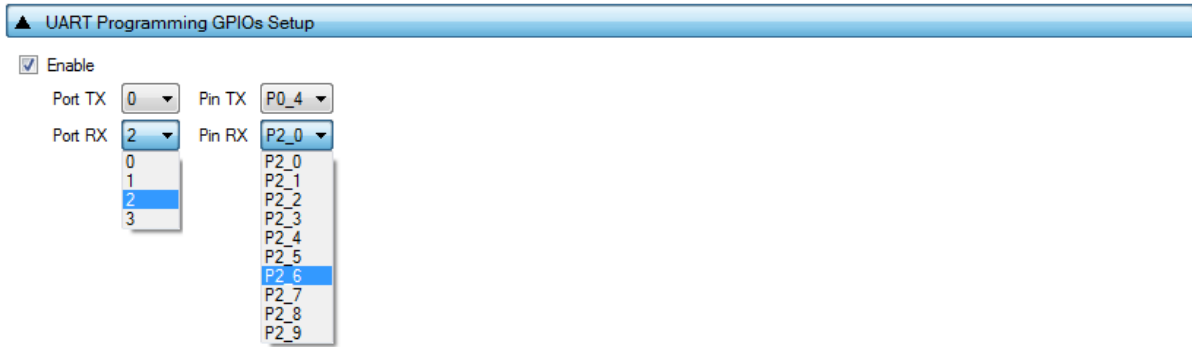 UART Programming GPIOs Setup
Enable
Port TX 0 Pin TX P0_4
Port RX 2 Pin RX P2_0
0 P2_0
1 P2_1
2 P2_2
3 P2_3
P2_4
P2_5
P2_6
P2_7
P2_8
P2_9